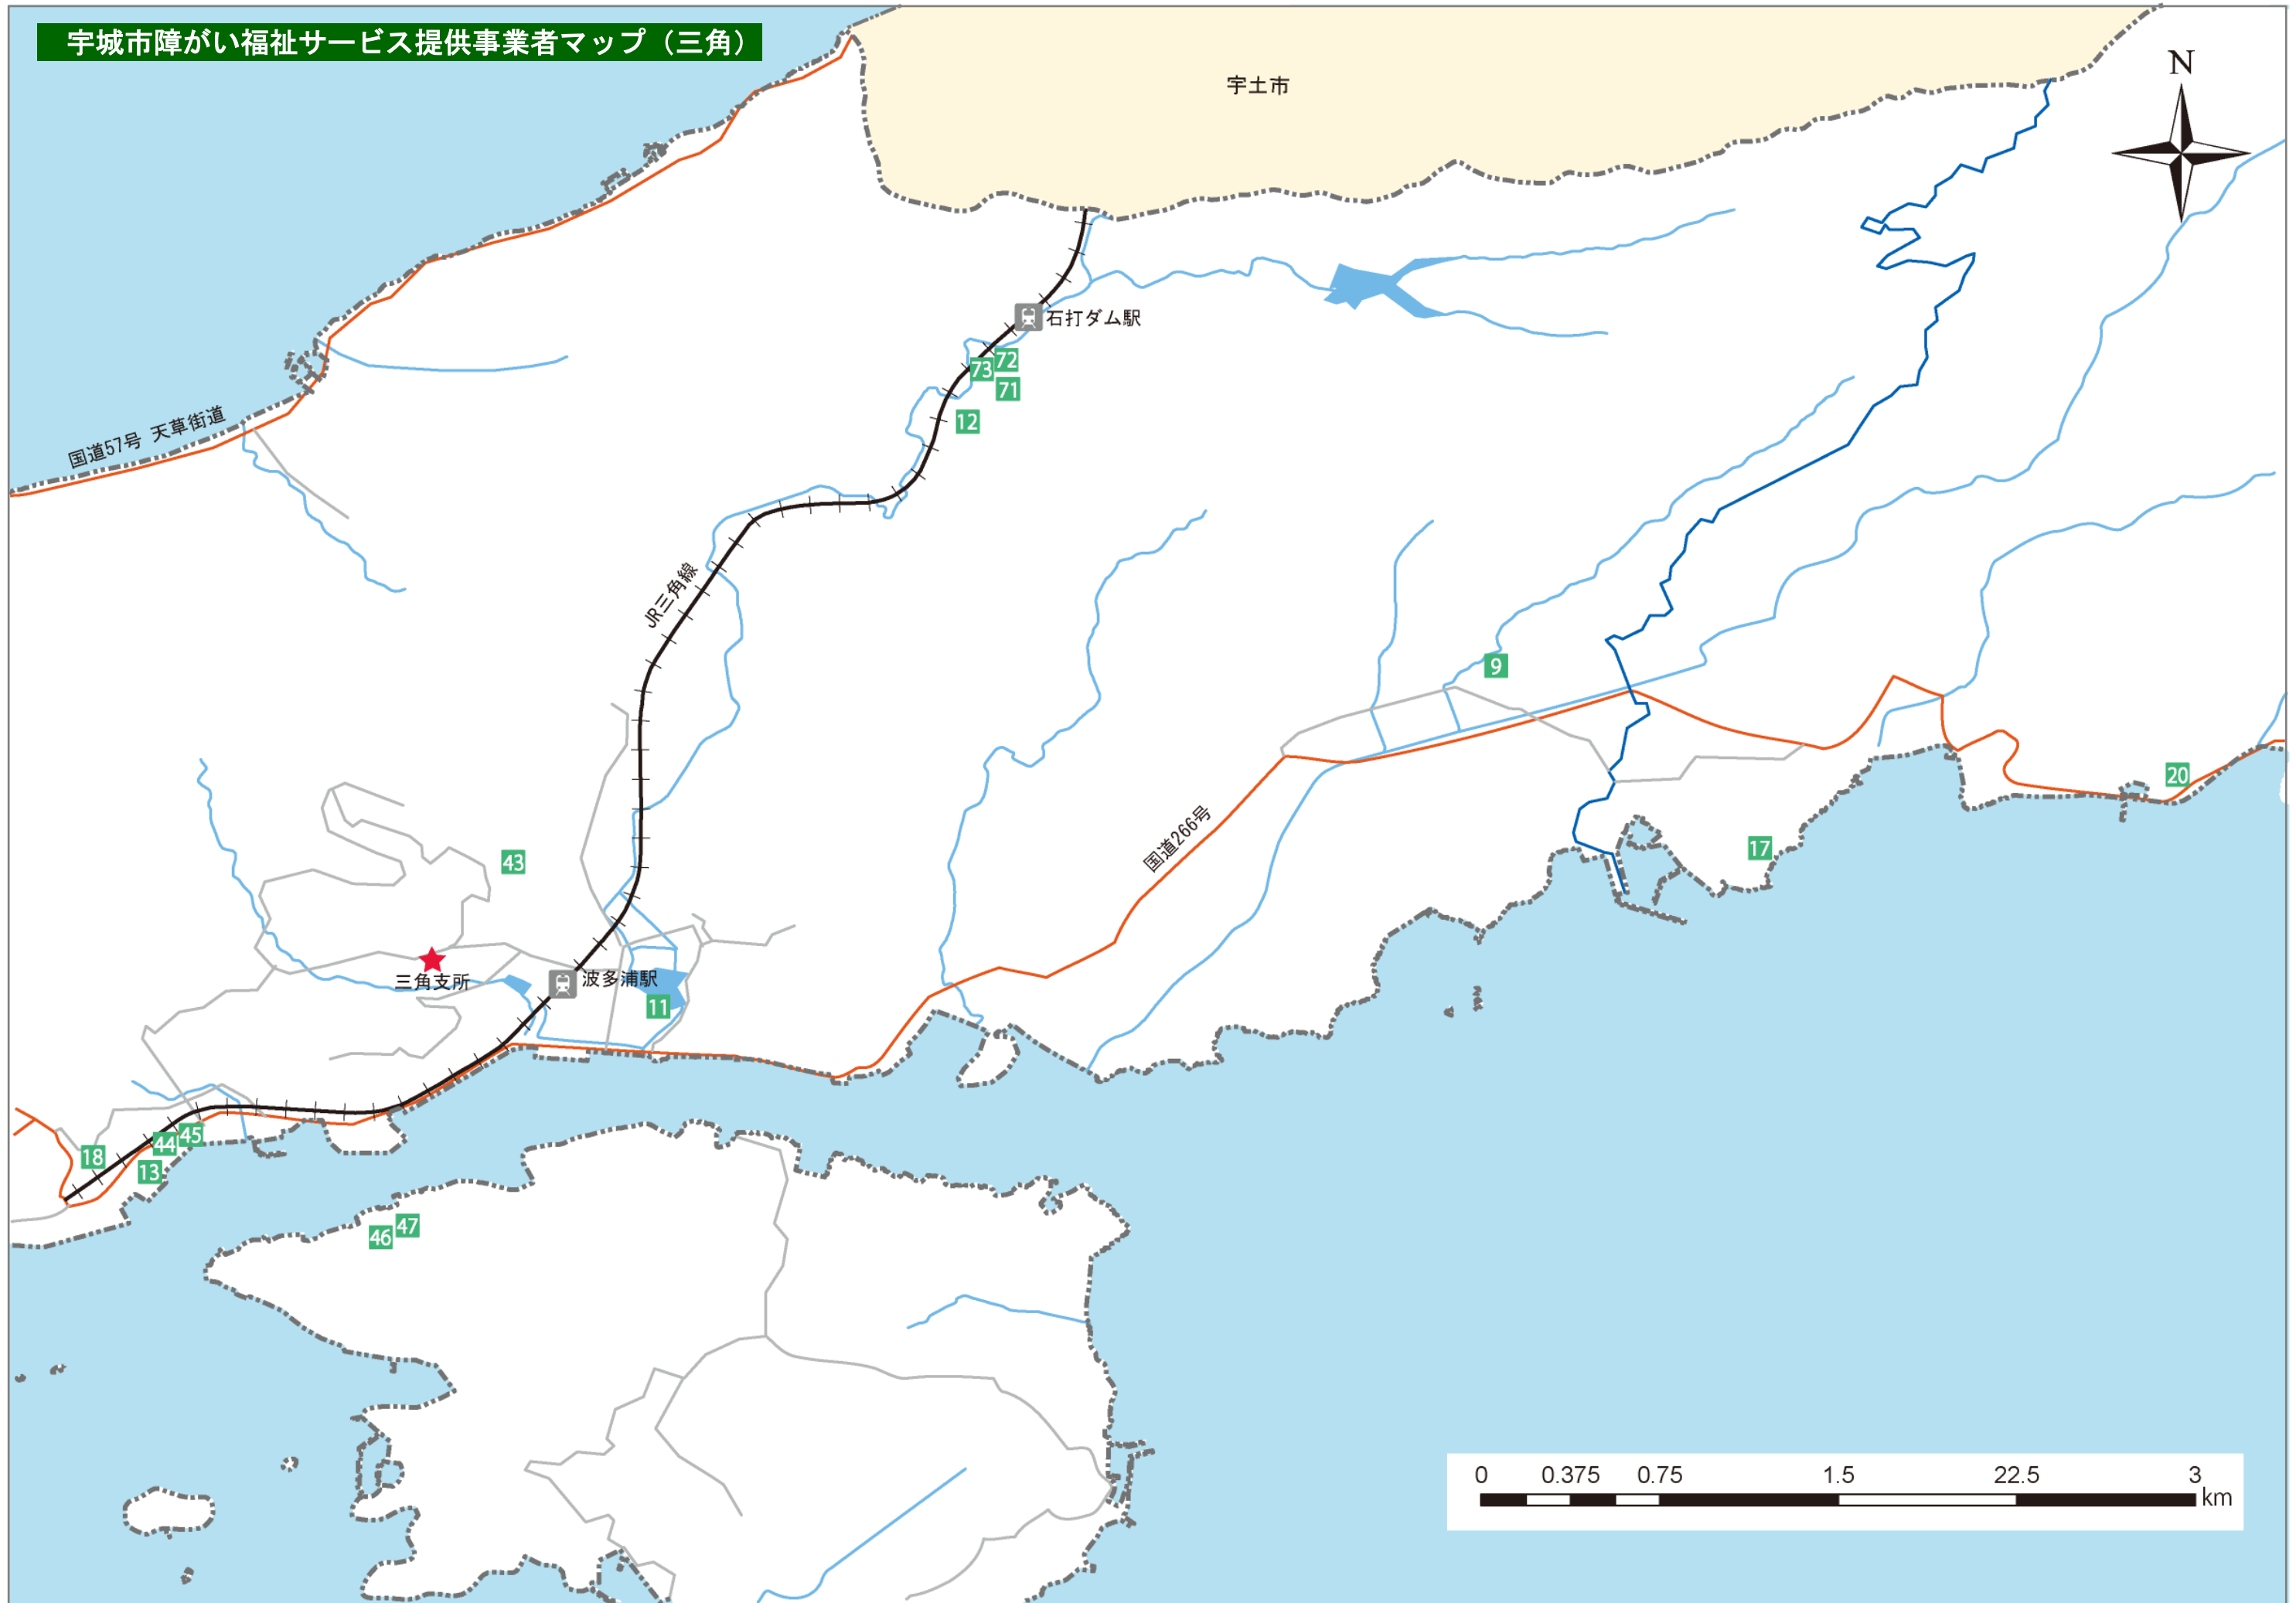 宇城市障がい福祉サービス提供事業者マップ（三角）
宇土市
N
石打ダム駅
72
73
71
12
国道57号 天草街道
JR三角線
9
20
国道266号
17
43
三角支所
波多浦駅
11
45
44
18
13
47
46
0 0.375 0.75 1.5 22.5 3
km